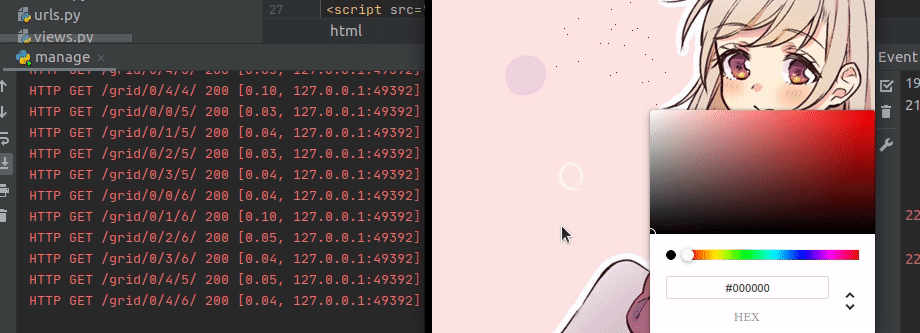 urls.py
views.py
27
<script src="
html
manage
Event
HTTP GET /grid/0/4/0/ 200 [0.05, 127.0.0.1:49392]
HTTP GET /grid/0/4/4/ 200 [0.10, 127.0.0.1:49392]
HTTP GET /grid/0/0/5/ 200 [0.03, 127.0.0.1:49392]
HTTP GET /grid/0/1/5/ 200 [0.04, 127.0.0.1:49392]
HTTP GET /grid/0/2/5/ 200 [0.03, 127.0.0.1:49392]
HTTP GET /grid/0/3/5/ 200 [0.04, 127.0.0.1:49392]
HTTP GET /grid/0/0/6/ 200 [0.04, 127.0.0.1:49392]
HTTP GET /grid/0/1/6/ 200 [0.10, 127.0.0.1:49392]
HTTP GET /grid/0/2/6/ 200 [0.05, 127.0.0.1:49392]
HTTP GET /grid/0/3/6/ 200 [0.04, 127.0.0.1:49392]
HTTP GET /grid/0/4/5/ 200 [0.05, 127.0.0.1:49392]
HTTP GET /grid/0/4/6/ 200 [0.04, 127.0.0.1:49392]
19
21
22
22
#000000
HEX